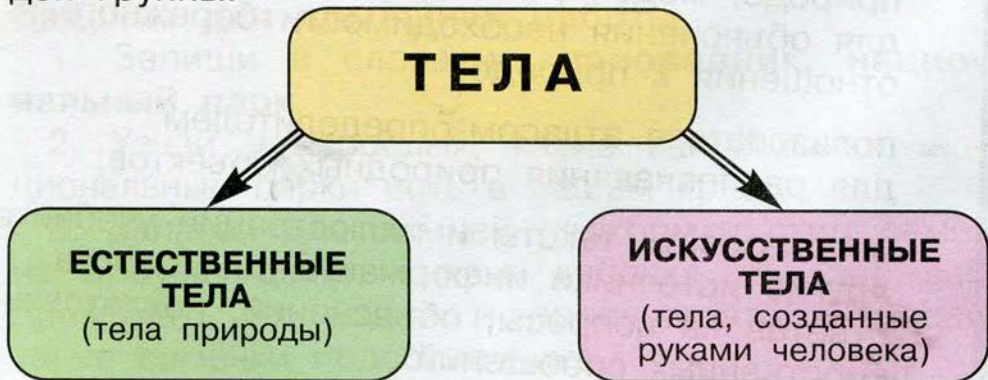 ТЕЛА
ЕСТЕСТВЕННЫЕ
ТЕЛА
(тела природы)
ИСКУССТВЕННЫЕ
ТЕЛА
(тела, созданные
руками человека)